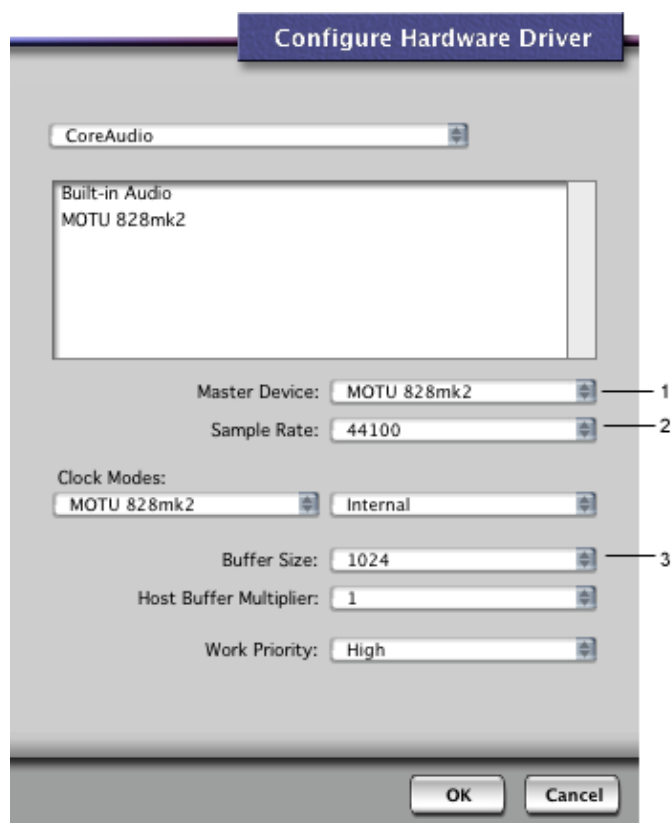 Configure Hardware Driver
CoreAudio
Built-in Audio
MOTU 828mk2
Master Device: MOTU 828mk2 1
Sample Rate: 44100 2
Clock Modes:
MOTU 828mk2 Internal
Buffer Size: 1024 3
Host Buffer Multiplier: 1
Work Priority: High
OK Cancel